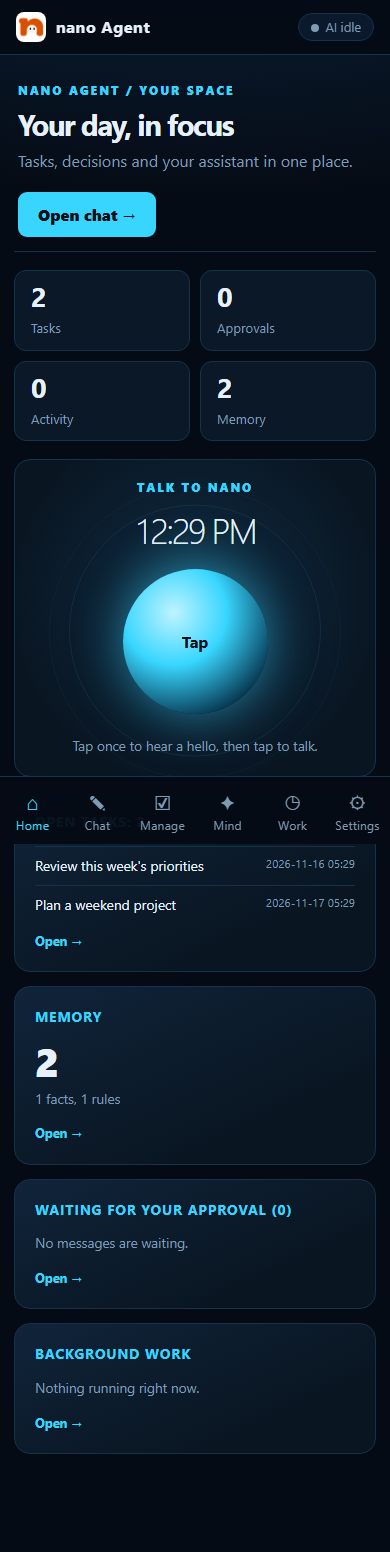 nano Agent
AI idle
NANO AGENT / YOUR SPACE
Your day, in focus
Tasks, decisions and your assistant in one place.
Open chat →
2
Tasks
0
Approvals
0
Activity
2
Memory
TALK TO NANO
12:29 PM
Tap
Tap once to hear a hello, then tap to talk.
Home
Chat
Manage
Mind
Work
Settings
Review this week's priorities 2026-11-16 05:29
Plan a weekend project 2026-11-17 05:29
Open →
MEMORY
2
1 facts, 1 rules
Open →
WAITING FOR YOUR APPROVAL (0)
No messages are waiting.
Open →
BACKGROUND WORK
Nothing running right now.
Open →